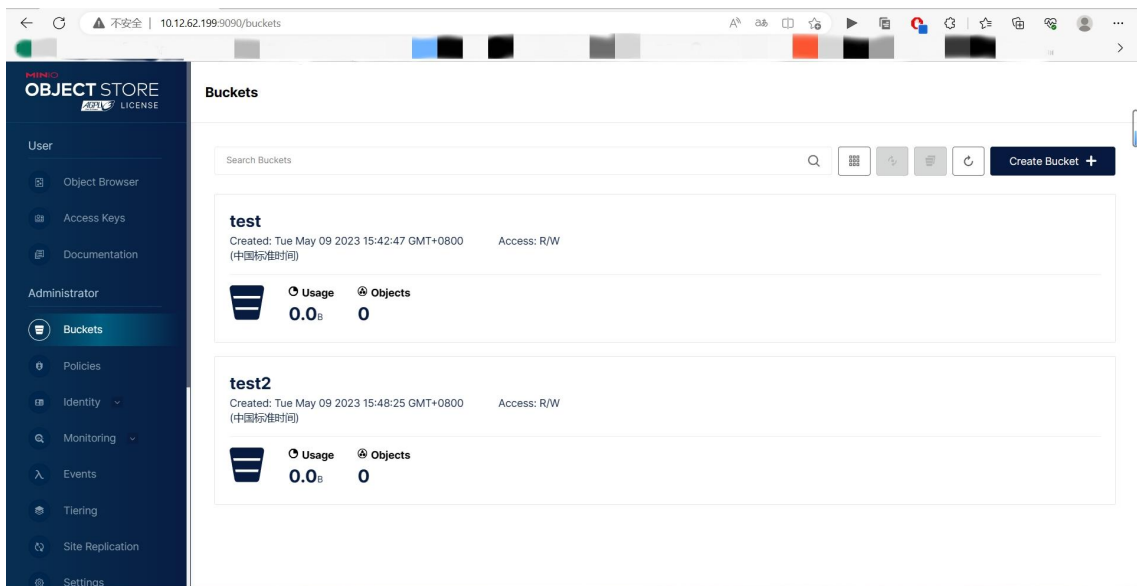 不安全 | 10.12.62.199:9090/buckets
MINIO
OBJECT STORE
AGPLV3 LICENSE
Buckets
User
Search Buckets
Create Bucket +
Object Browser
test
Access Keys
Created: Tue May 09 2023 15:42:47 GMT+0800 Access: R/W
(中国标准时间)
Documentation
Administrator
Usage Objects
0.0B 0
Buckets
Policies
test2
Identity
Created: Tue May 09 2023 15:48:25 GMT+0800 Access: R/W
(中国标准时间)
Monitoring
Usage Objects
0.0B 0
Events
Tiering
Site Replication
Settings